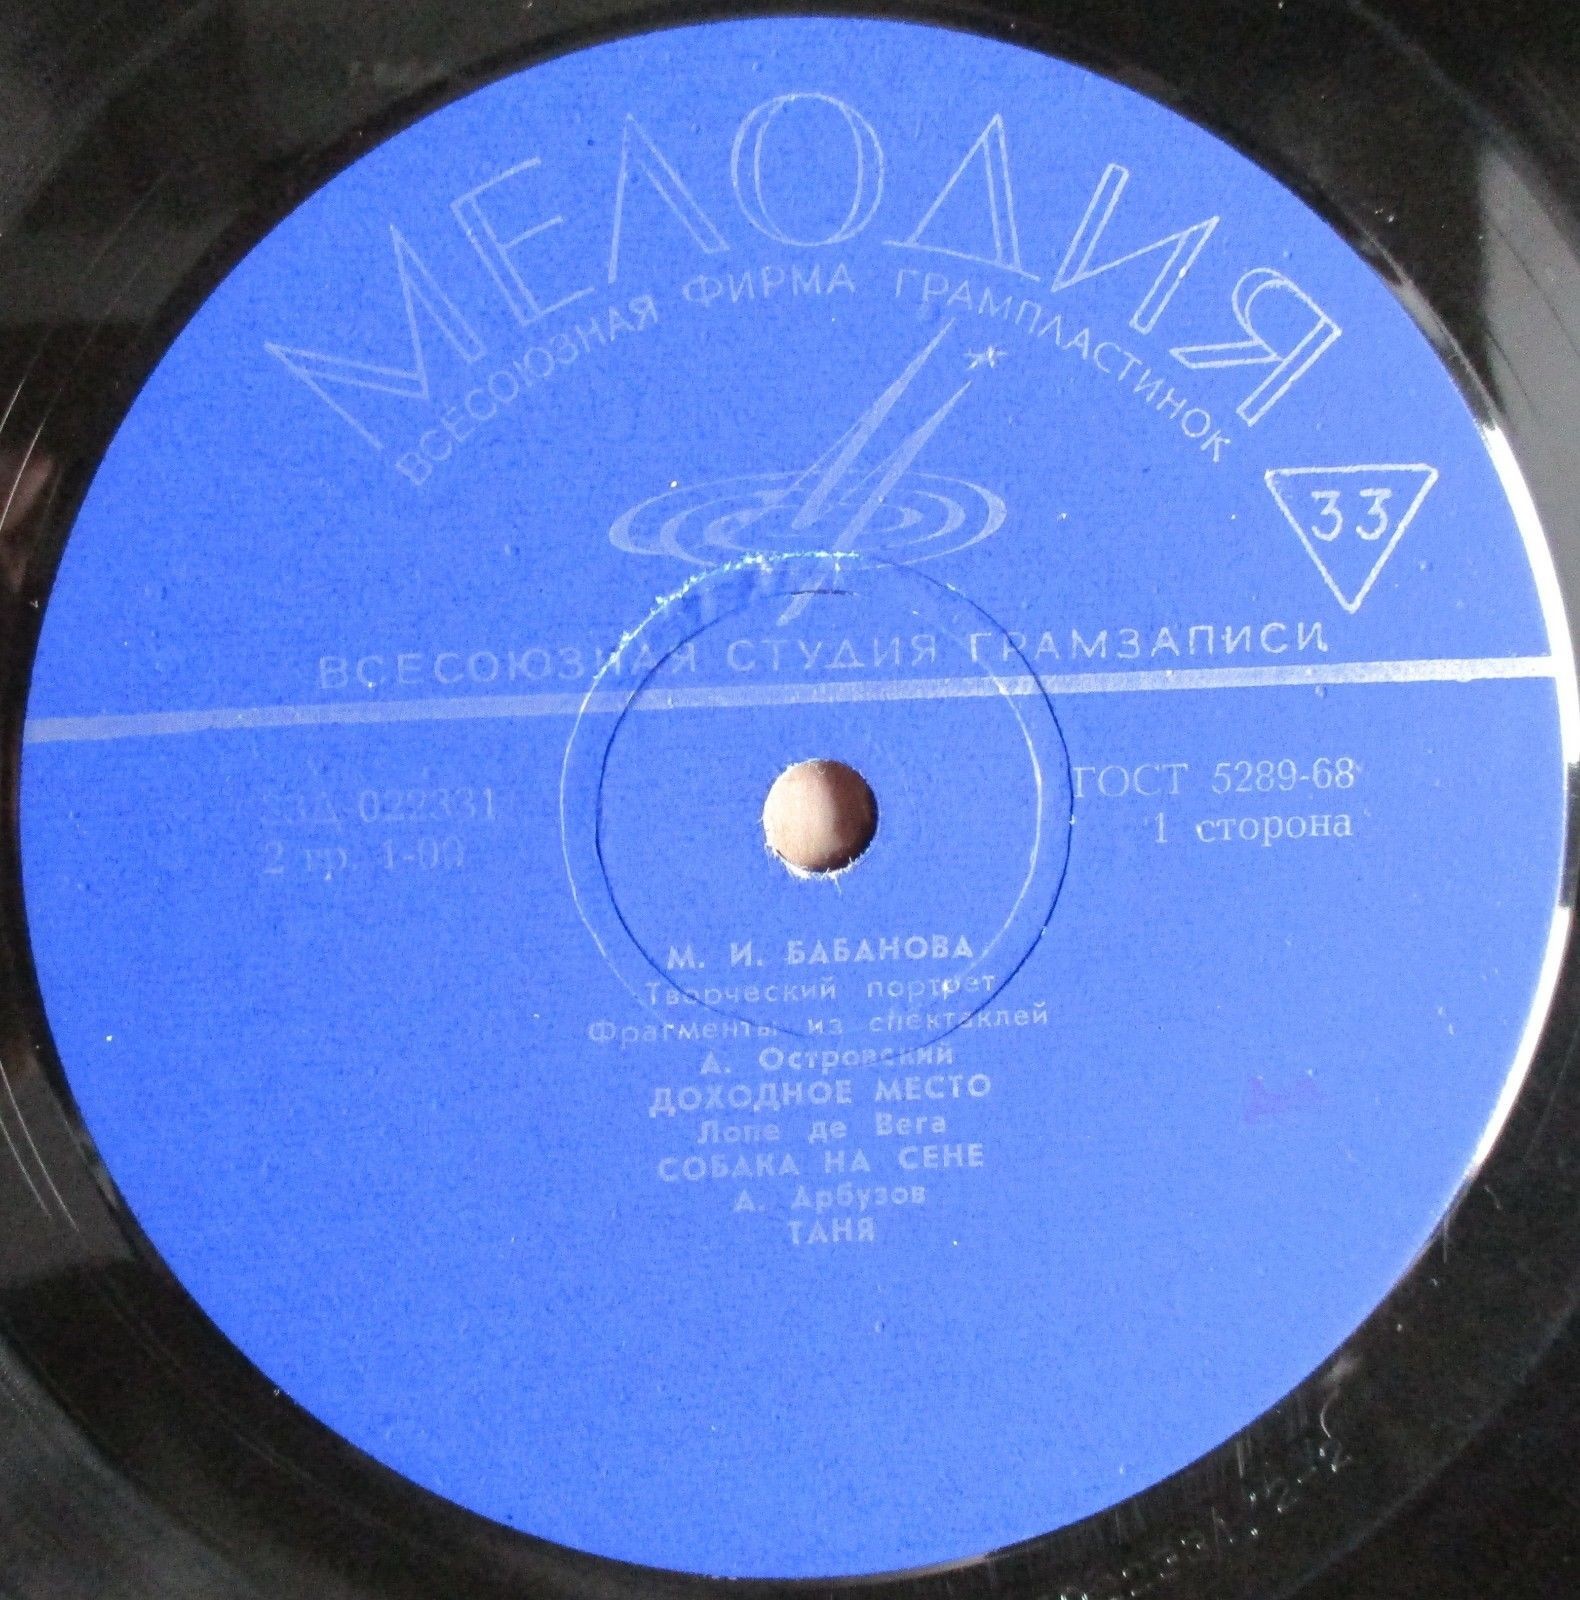 МЕЛОДИЯ
ВСЕСОЮЗНАЯ ФИРМА ГРАМПЛАСТИНОК
33
ВСЕСОЮЗНАЯ СТУДИЯ ГРАМЗАПИСИ
33Д 022331
2 гр. 1-00
ГОСТ 5289-68
1 сторона
М. И. БАБАНОВА
Творческий портрет
Фрагменты из спектаклей
А. Островский
ДОХОДНОЕ МЕСТО
Лопе де Вега
СОБАКА НА СЕНЕ
А. Арбузов
ТАНЯ